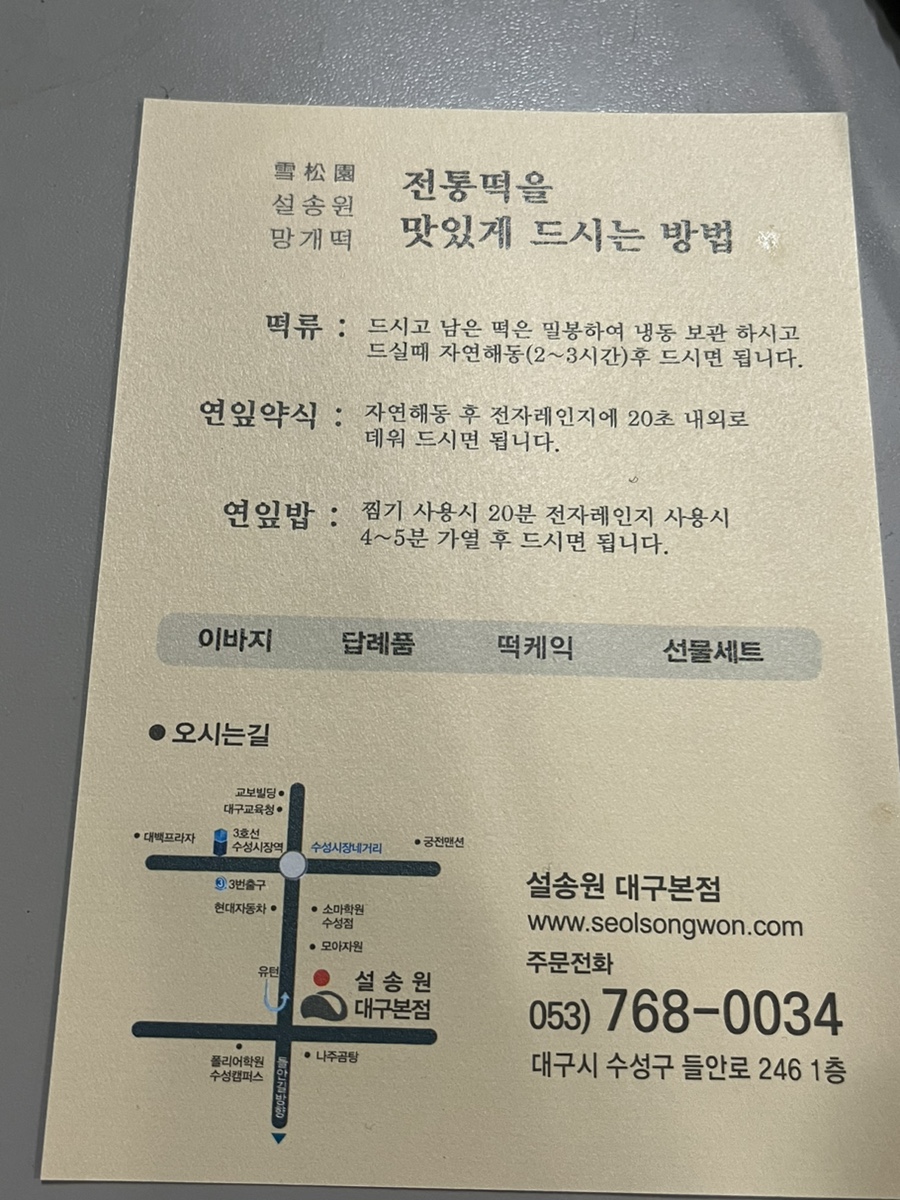 雪松園
설송원
망개떡
전통떡을
맛있게 드시는 방법
떡류 : 드시고 남은 떡은 밀봉하여 냉동 보관 하시고
드실때 자연해동(2~3시간)후 드시면 됩니다.
연잎약식 : 자연해동 후 전자레인지에 20초 내외로
데워 드시면 됩니다.
연잎밥 : 찜기 사용시 20분 전자레인지 사용시
4~5분 가열 후 드시면 됩니다.
이바지 답례품 떡케익 선물세트
● 오시는길
교보빌딩
대구교육청
대백프라자
3호선
수성시장역
수성시장네거리
궁전맨션
3 3번출구
현대자동차
소마학원
수성점
모아자원
유턴
설송원
대구본점
폴리어학원
수성캠퍼스
들안길방향
나주곰탕
설송원 대구본점
www.seolsongwon.com
주문전화
053) 768-0034
대구시 수성구 들안로 246 1층